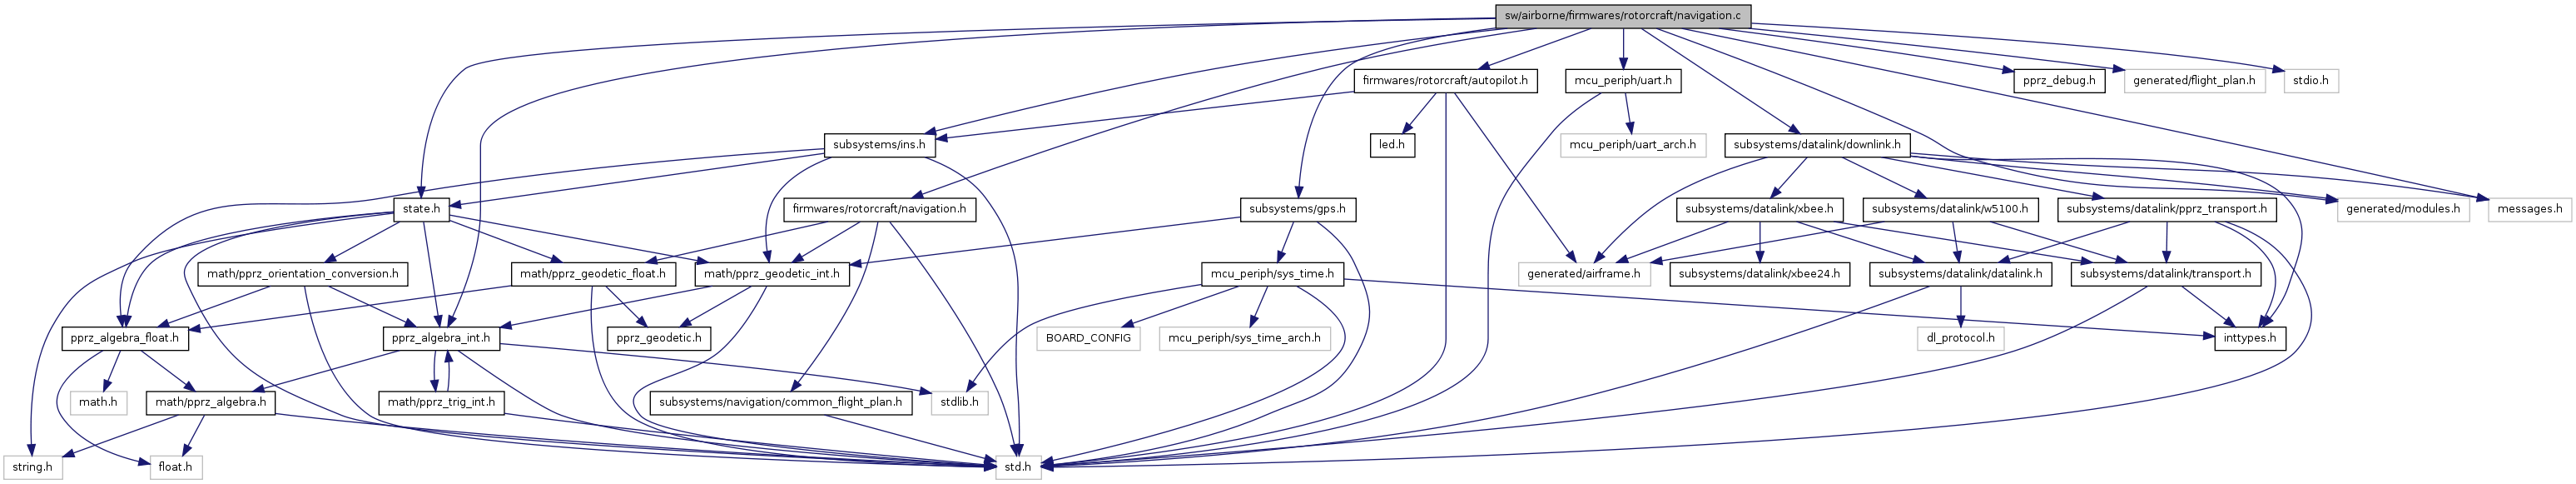 sw/airborne/firmwares/rotorcraft/navigation.c
firmwares/rotorcraft/autopilot.h
mcu_periph/uart.h
pprz_debug.h
generated/flight_plan.h
stdio.h
subsystems/ins.h
led.h
mcu_periph/uart_arch.h
subsystems/datalink/downlink.h
state.h
firmwares/rotorcraft/navigation.h
subsystems/gps.h
subsystems/datalink/xbee.h
subsystems/datalink/w5100.h
subsystems/datalink/pprz_transport.h
generated/modules.h
messages.h
math/pprz_orientation_conversion.h
math/pprz_geodetic_float.h
math/pprz_geodetic_int.h
mcu_periph/sys_time.h
generated/airframe.h
subsystems/datalink/xbee24.h
subsystems/datalink/datalink.h
subsystems/datalink/transport.h
pprz_algebra_float.h
pprz_algebra_int.h
pprz_geodetic.h
BOARD_CONFIG
mcu_periph/sys_time_arch.h
dl_protocol.h
inttypes.h
math.h
math/pprz_algebra.h
math/pprz_trig_int.h
subsystems/navigation/common_flight_plan.h
stdlib.h
string.h
float.h
std.h